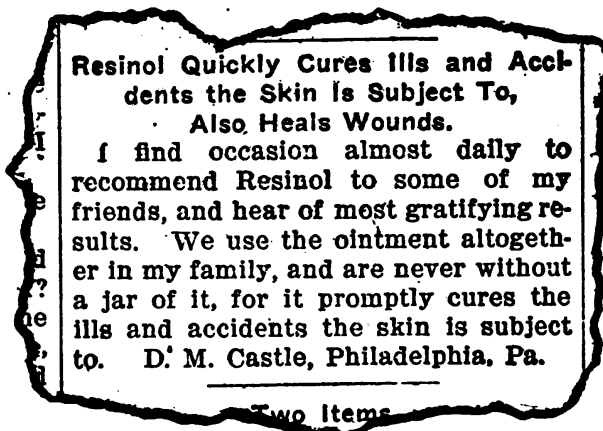 Resinol Quickly Cures Ills and Acci-
dents the Skin Is Subject To,
Also Heals Wounds.
I find occasion almost daily to
recommend Resinol to some of my
friends, and hear of most gratifying re-
sults. We use the ointment altogeth-
er in my family, and are never without
a jar of it, for it promptly cures the
ills and accidents the skin is subject
to. D. M. Castle, Philadelphia, Pa.
Two Items